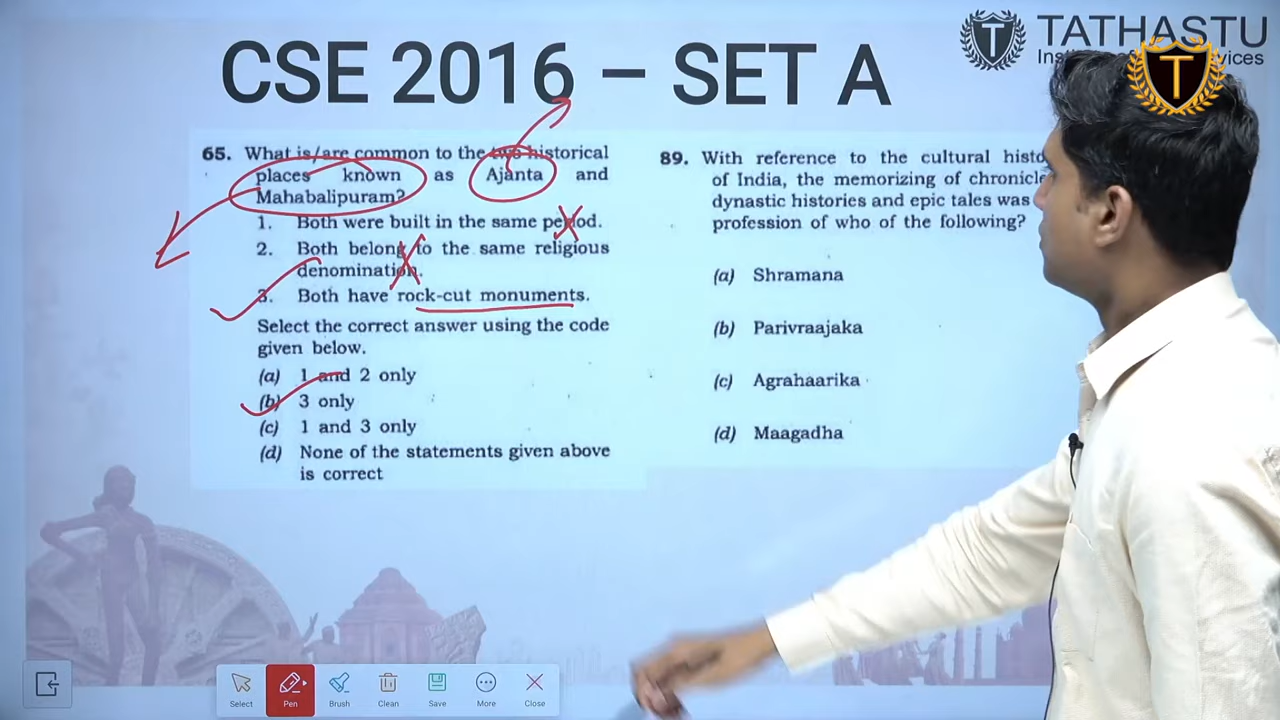 TATHASTU
CSE 2016 – SET A
65. What is/are common to the two historical
places known as Ajanta and
Mahabalipuram?
1. Both were built in the same period.
2. Both belong to the same religious
denomination.
3. Both have rock-cut monuments.
Select the correct answer using the code
given below.
(a) 1 and 2 only
(b) 3 only
(c) 1 and 3 only
(d) None of the statements given above
is correct
89. With reference to the cultural
of India, the memorizing of
dynastic histories and epic tales was
profession of who of the following?
(a) Shramana
(b) Parivraajaka
(c) Agrahaarika
(d) Maagadha
T
T
Select Pen Brush Clean Save More Close